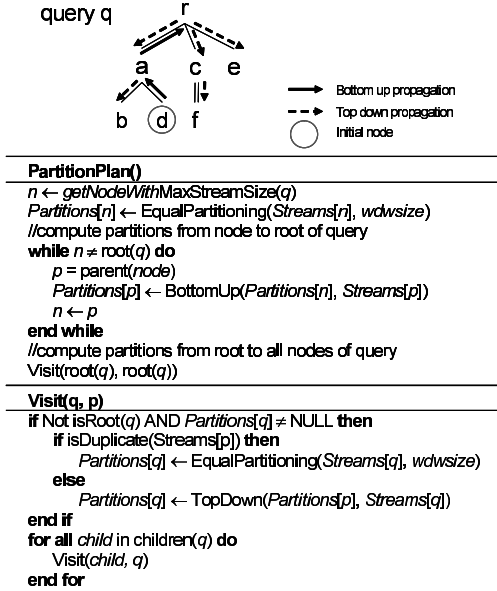 query q
r
a c e
b d f
Bottom up propagation
Top down propagation
Initial node
PartitionPlan()
n ← getNodeWithMaxStreamSize(q)
Partitions[n] ← EqualPartitioning(Streams[n], wdwsize)
//compute partitions from node to root of query
while n ≠ root(q) do
p = parent(node)
Partitions[p] ← BottomUp(Partitions[n], Streams[p])
n ← p
end while
//compute partitions from root to all nodes of query
Visit(root(q), root(q))
Visit(q, p)
if Not isRoot(q) AND Partitions[q] ≠ NULL then
if isDuplicate(Streams[p]) then
Partitions[q] ← EqualPartitioning(Streams[q], wdwsize)
else
Partitions[q] ← TopDown(Partitions[p], Streams[q])
end if
for all child in children(q) do
Visit(child, q)
end for